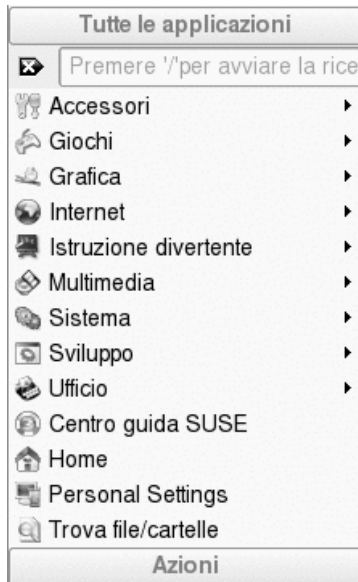 Tutte le applicazioni
Premere '/'per avviare la rice
Accessori
Giochi
Grafica
Internet
Istruzione divertente
Multimedia
Sistema
Sviluppo
Ufficio
Centro guida SUSE
Home
Personal Settings
Trova file/cartelle
Azioni